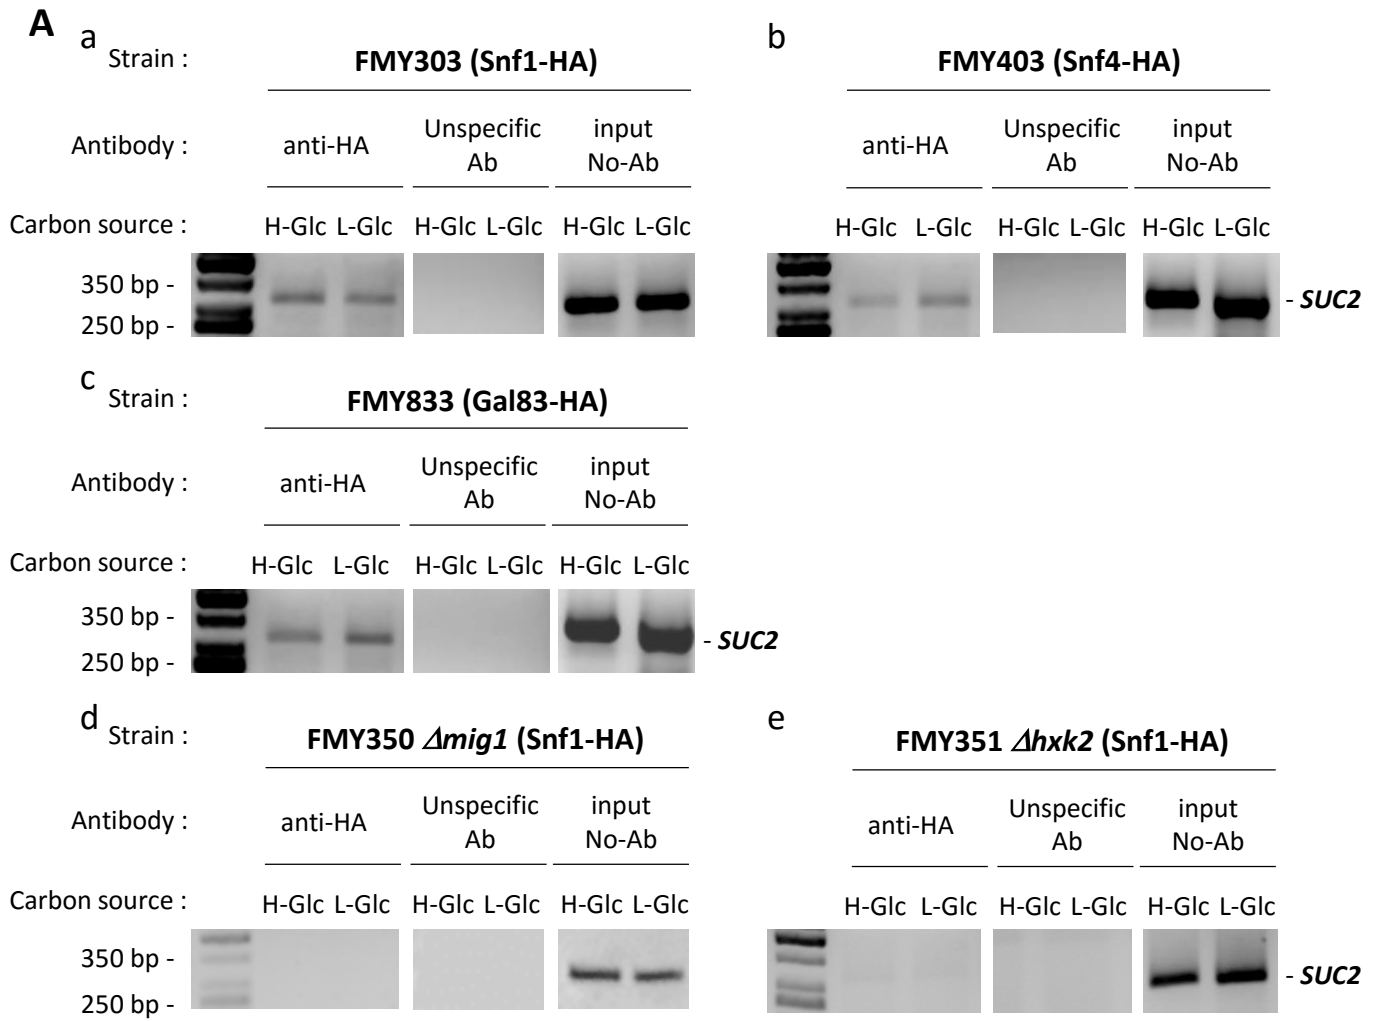 A
a
Strain : FMY303 (Snf1-HA)
Antibody : anti-HA Unspecific Ab input No-Ab
Carbon source : H-Glc L-Glc H-Glc L-Glc H-Glc L-Glc
350 bp -
250 bp -
b
FMY403 (Snf4-HA)
anti-HA Unspecific Ab input No-Ab
H-Glc L-Glc H-Glc L-Glc H-Glc L-Glc
- SUC2
c
Strain : FMY833 (Gal83-HA)
Antibody : anti-HA Unspecific Ab input No-Ab
Carbon source : H-Glc L-Glc H-Glc L-Glc H-Glc L-Glc
350 bp -
250 bp -
- SUC2
d
Strain : FMY350 Δmig1 (Snf1-HA)
Antibody : anti-HA Unspecific Ab input No-Ab
Carbon source : H-Glc L-Glc H-Glc L-Glc H-Glc L-Glc
350 bp -
250 bp -
e
FMY351 Δhxk2 (Snf1-HA)
anti-HA Unspecific Ab input No-Ab
H-Glc L-Glc H-Glc L-Glc H-Glc L-Glc
- SUC2